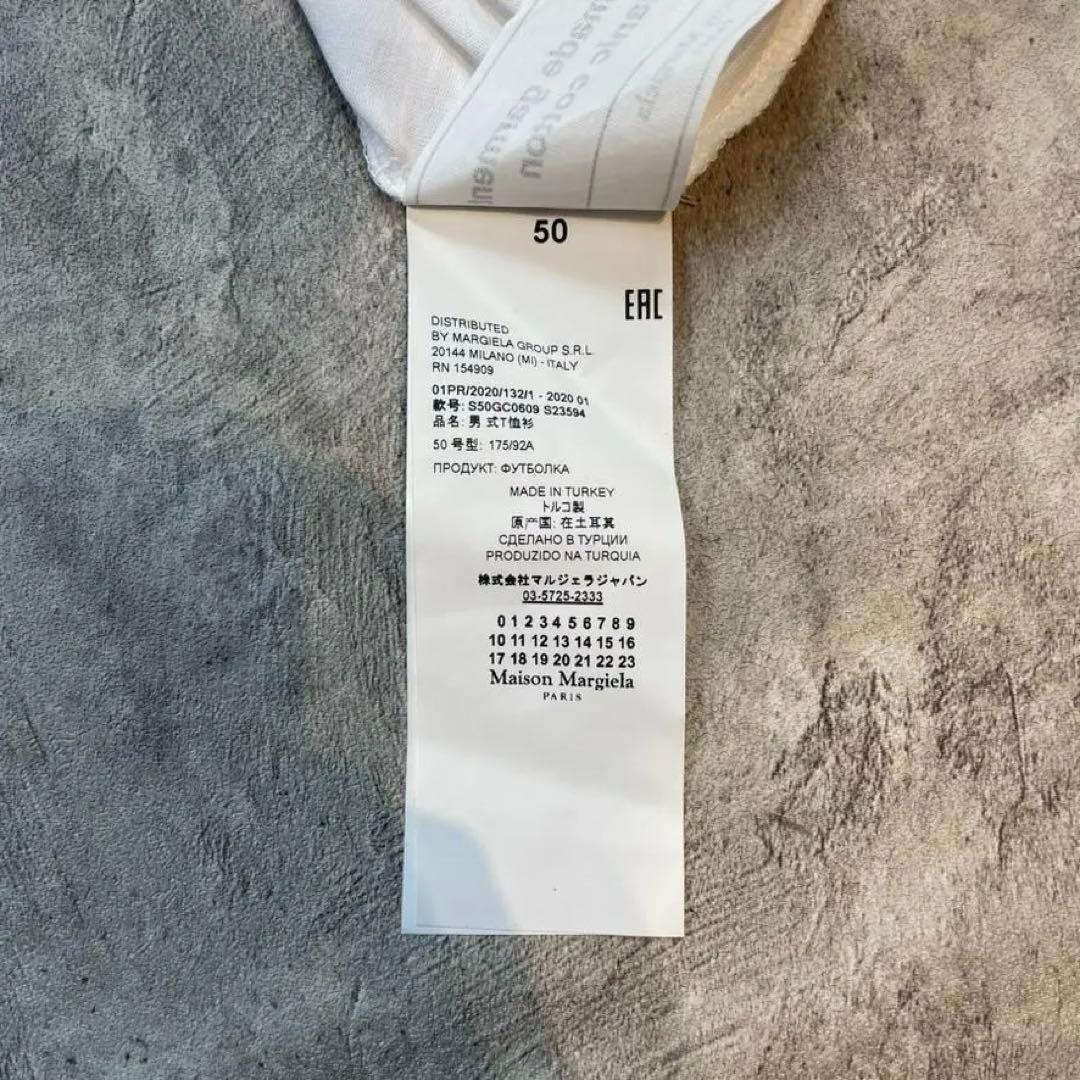 anic cotton
made garmen
50
EAC
DISTRIBUTED
BY MARGIELA GROUP S.R.L
20144 MILANO (MI) - ITALY
RN 154909
01PR/2020/132/1 - 2020 01
款号: S50GC0609 S23594
品名: 男 式T恤衫
50 号型: 175/92A
ПРОДУКТ: ФУТБОЛКА
MADE IN TURKEY
トルコ製
原产国: 在土耳其
СДЕЛАНО В ТУРЦИИ
PRODUZIDO NA TURQUIA
株式会社マルジェラジャパン
03-5725-2333
0 1 2 3 4 5 6 7 8 9
10 11 12 13 14 15 16
17 18 19 20 21 22 23
Maison Margiela
PARIS